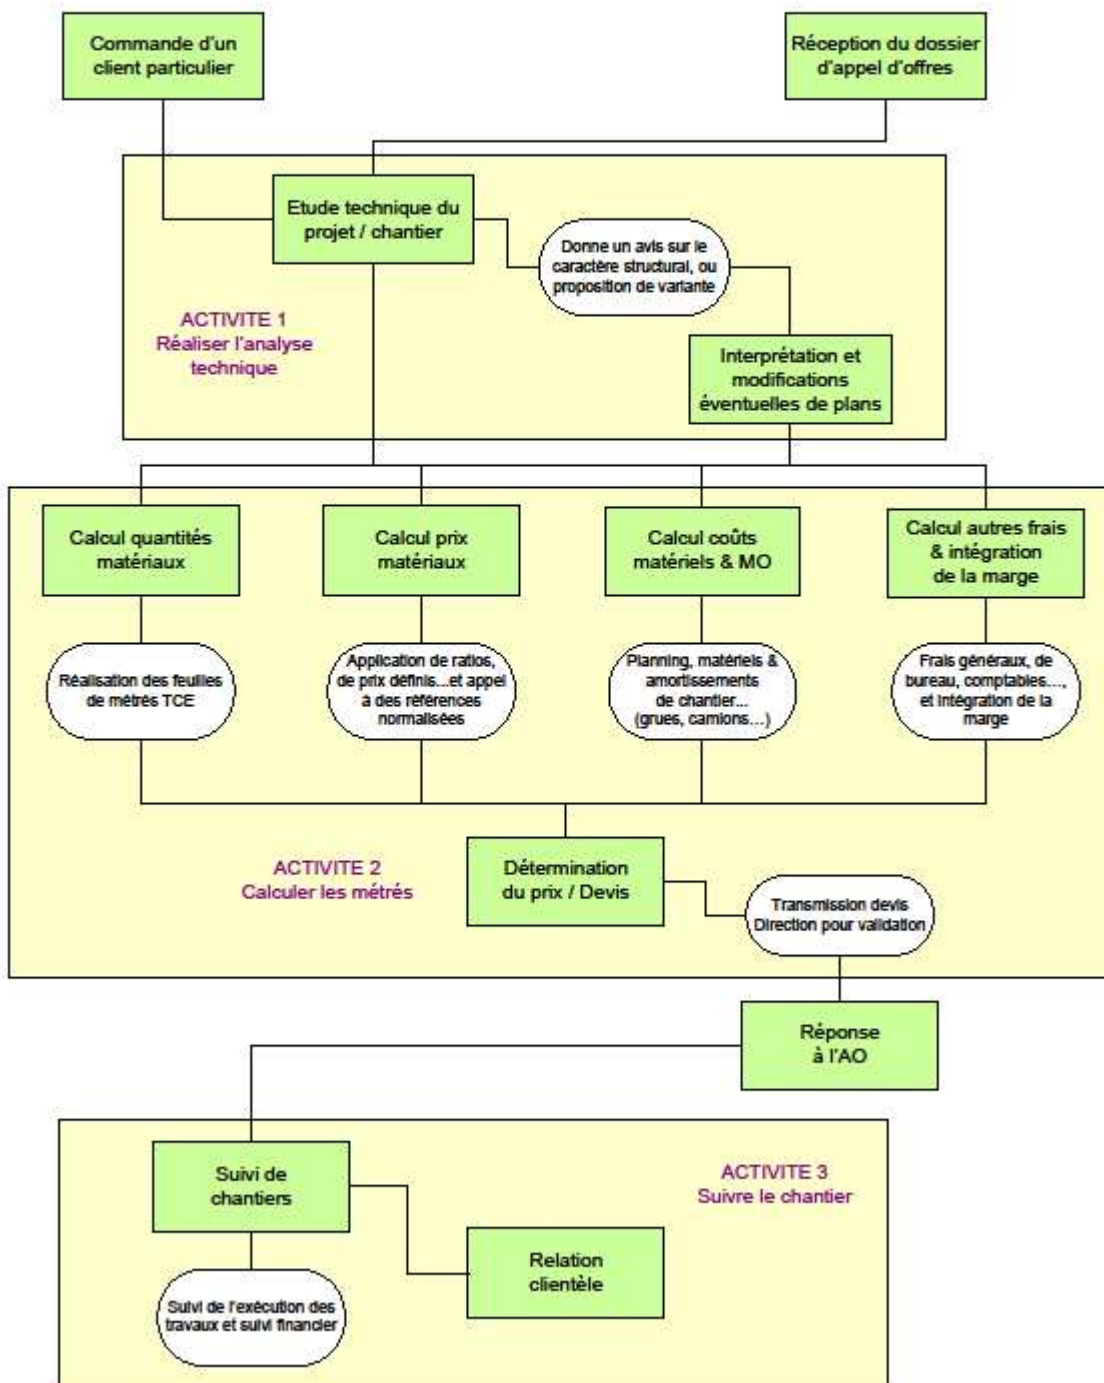 Commande d'un
client particulier
Réception du dossier
d'appel d'offres
Etude technique du
projet / chantier
Donne un avis sur le
caractère structural, ou
proposition de variante
ACTIVITE 1
Réaliser l'analyse
technique
Interprétation et
modifications
éventuelles de plans
Calcul quantités
matériaux
Calcul prix
matériaux
Calcul coûts
matériels & MO
Calcul autres frais
& intégration
de la marge
Réalisation des feuilles
de métrés TCE
Application de ratios,
de prix définis...et appel
à des références
normalisées
Planning, matériels &
amortissements
de chantier...
(grues, camions...)
Frais généraux, de
bureau, comptables...,
et intégration de la
marge
ACTIVITE 2
Calculer les métrés
Détermination
du prix / Devis
Transmission devis
Direction pour validation
Réponse
à l'AO
Suivi de
chantiers
ACTIVITE 3
Suivre le chantier
Relation
clientèle
Suivi de l'exécution des
travaux et suivi financier